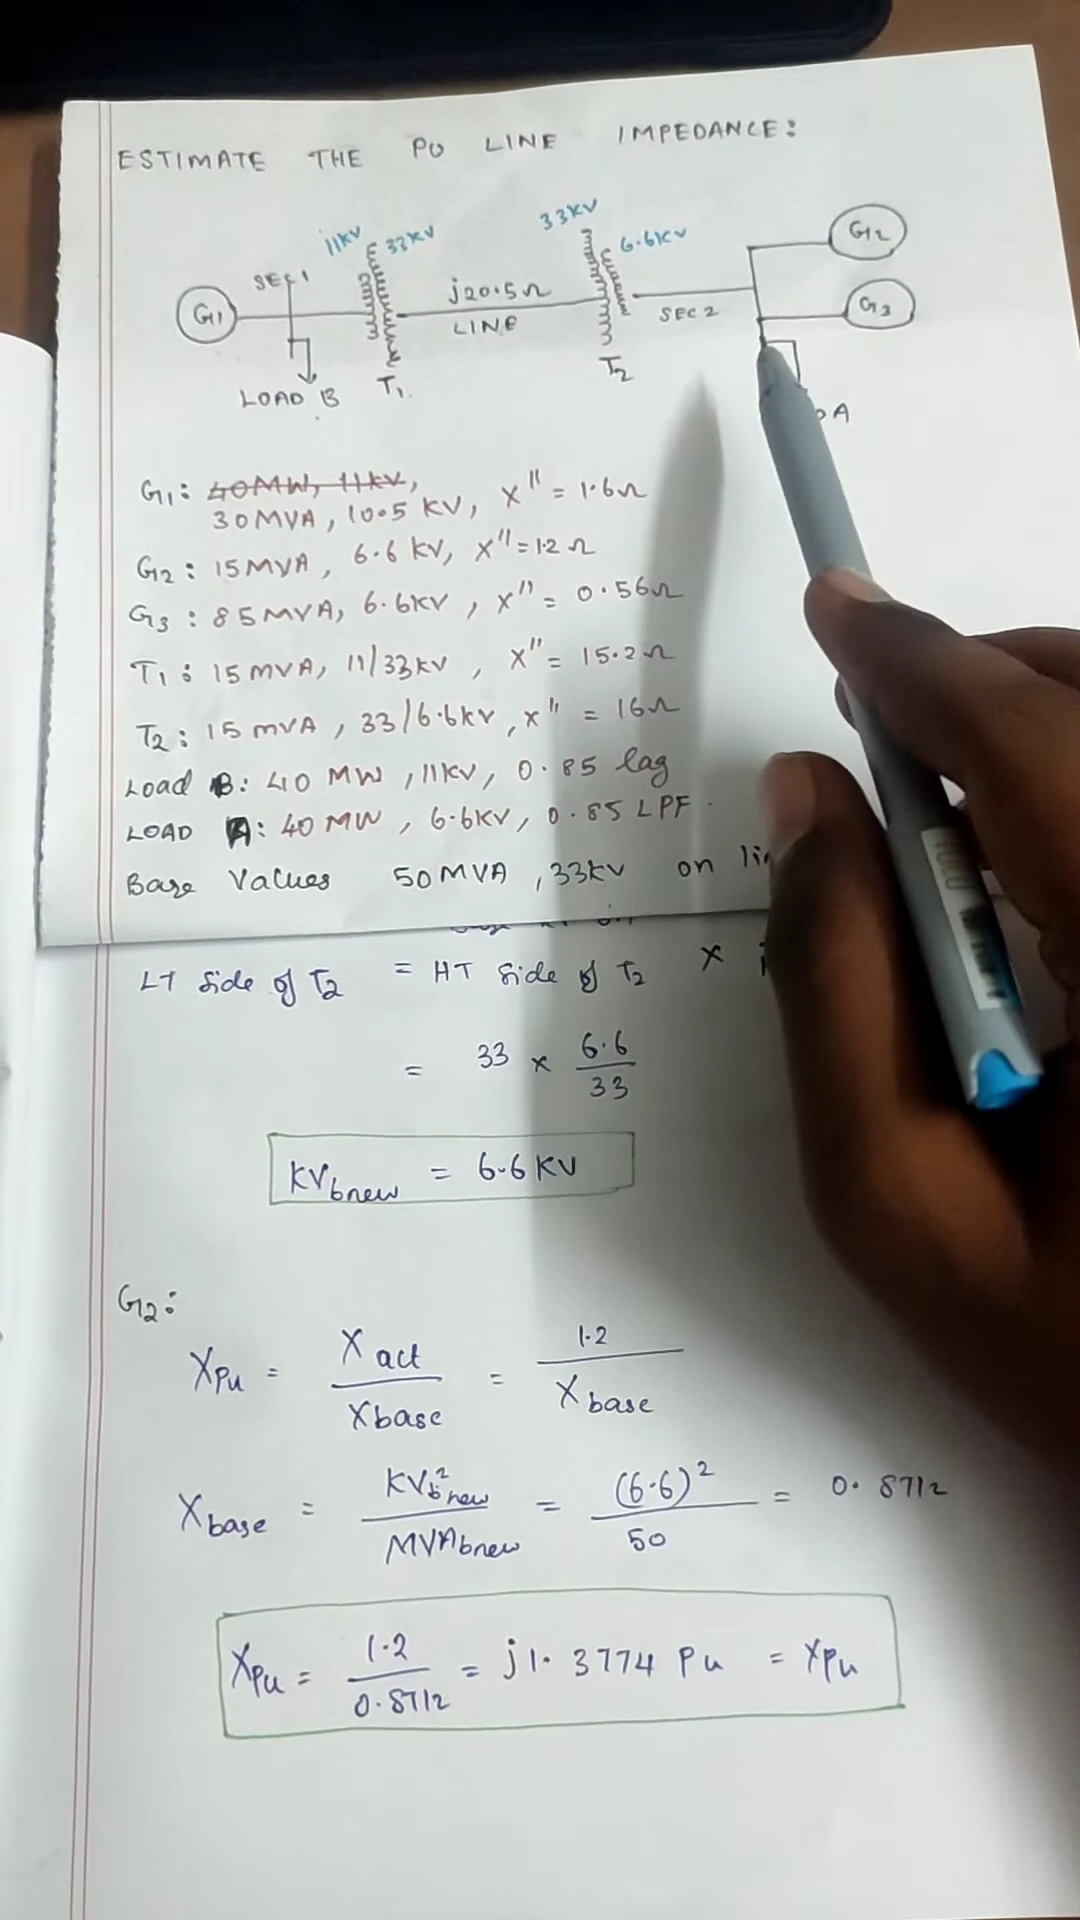 ESTIMATE THE PU LINE IMPEDANCE:
11KV 33KV 33KV 6.6KV
G1 SEC 1 j20.5Ω LINE SEC 2 G2
G3
LOAD B T1. T2
A
G1: 40MW, 11KV,
30MVA, 10.5 KV, X" = 1.6Ω
G2: 15MVA, 6.6 KV, X"=1.2 Ω
G3: 85MVA, 6.6KV, X" = 0.56Ω
T1: 15MVA, 11/33KV, X"= 15.2Ω
T2: 15 MVA, 33/6.6KV, X" = 16Ω
Load B: 40 MW, 11KV, 0.85 lag
LOAD A: 40 MW, 6.6KV, 0.85 LPF.
Base Values 50MVA, 33KV on
LT side of T2 = HT side of T2 X
= 33 x 6.6/33
KVbnew = 6.6 KV
G2:
Xpu = Xact/Xbase = 1.2/Xbase
Xbase = KVb²new/MVAbnew = (6.6)²/50 = 0.8712
Xpu = 1.2/0.8712 = j1.3774 Pu = Xpu